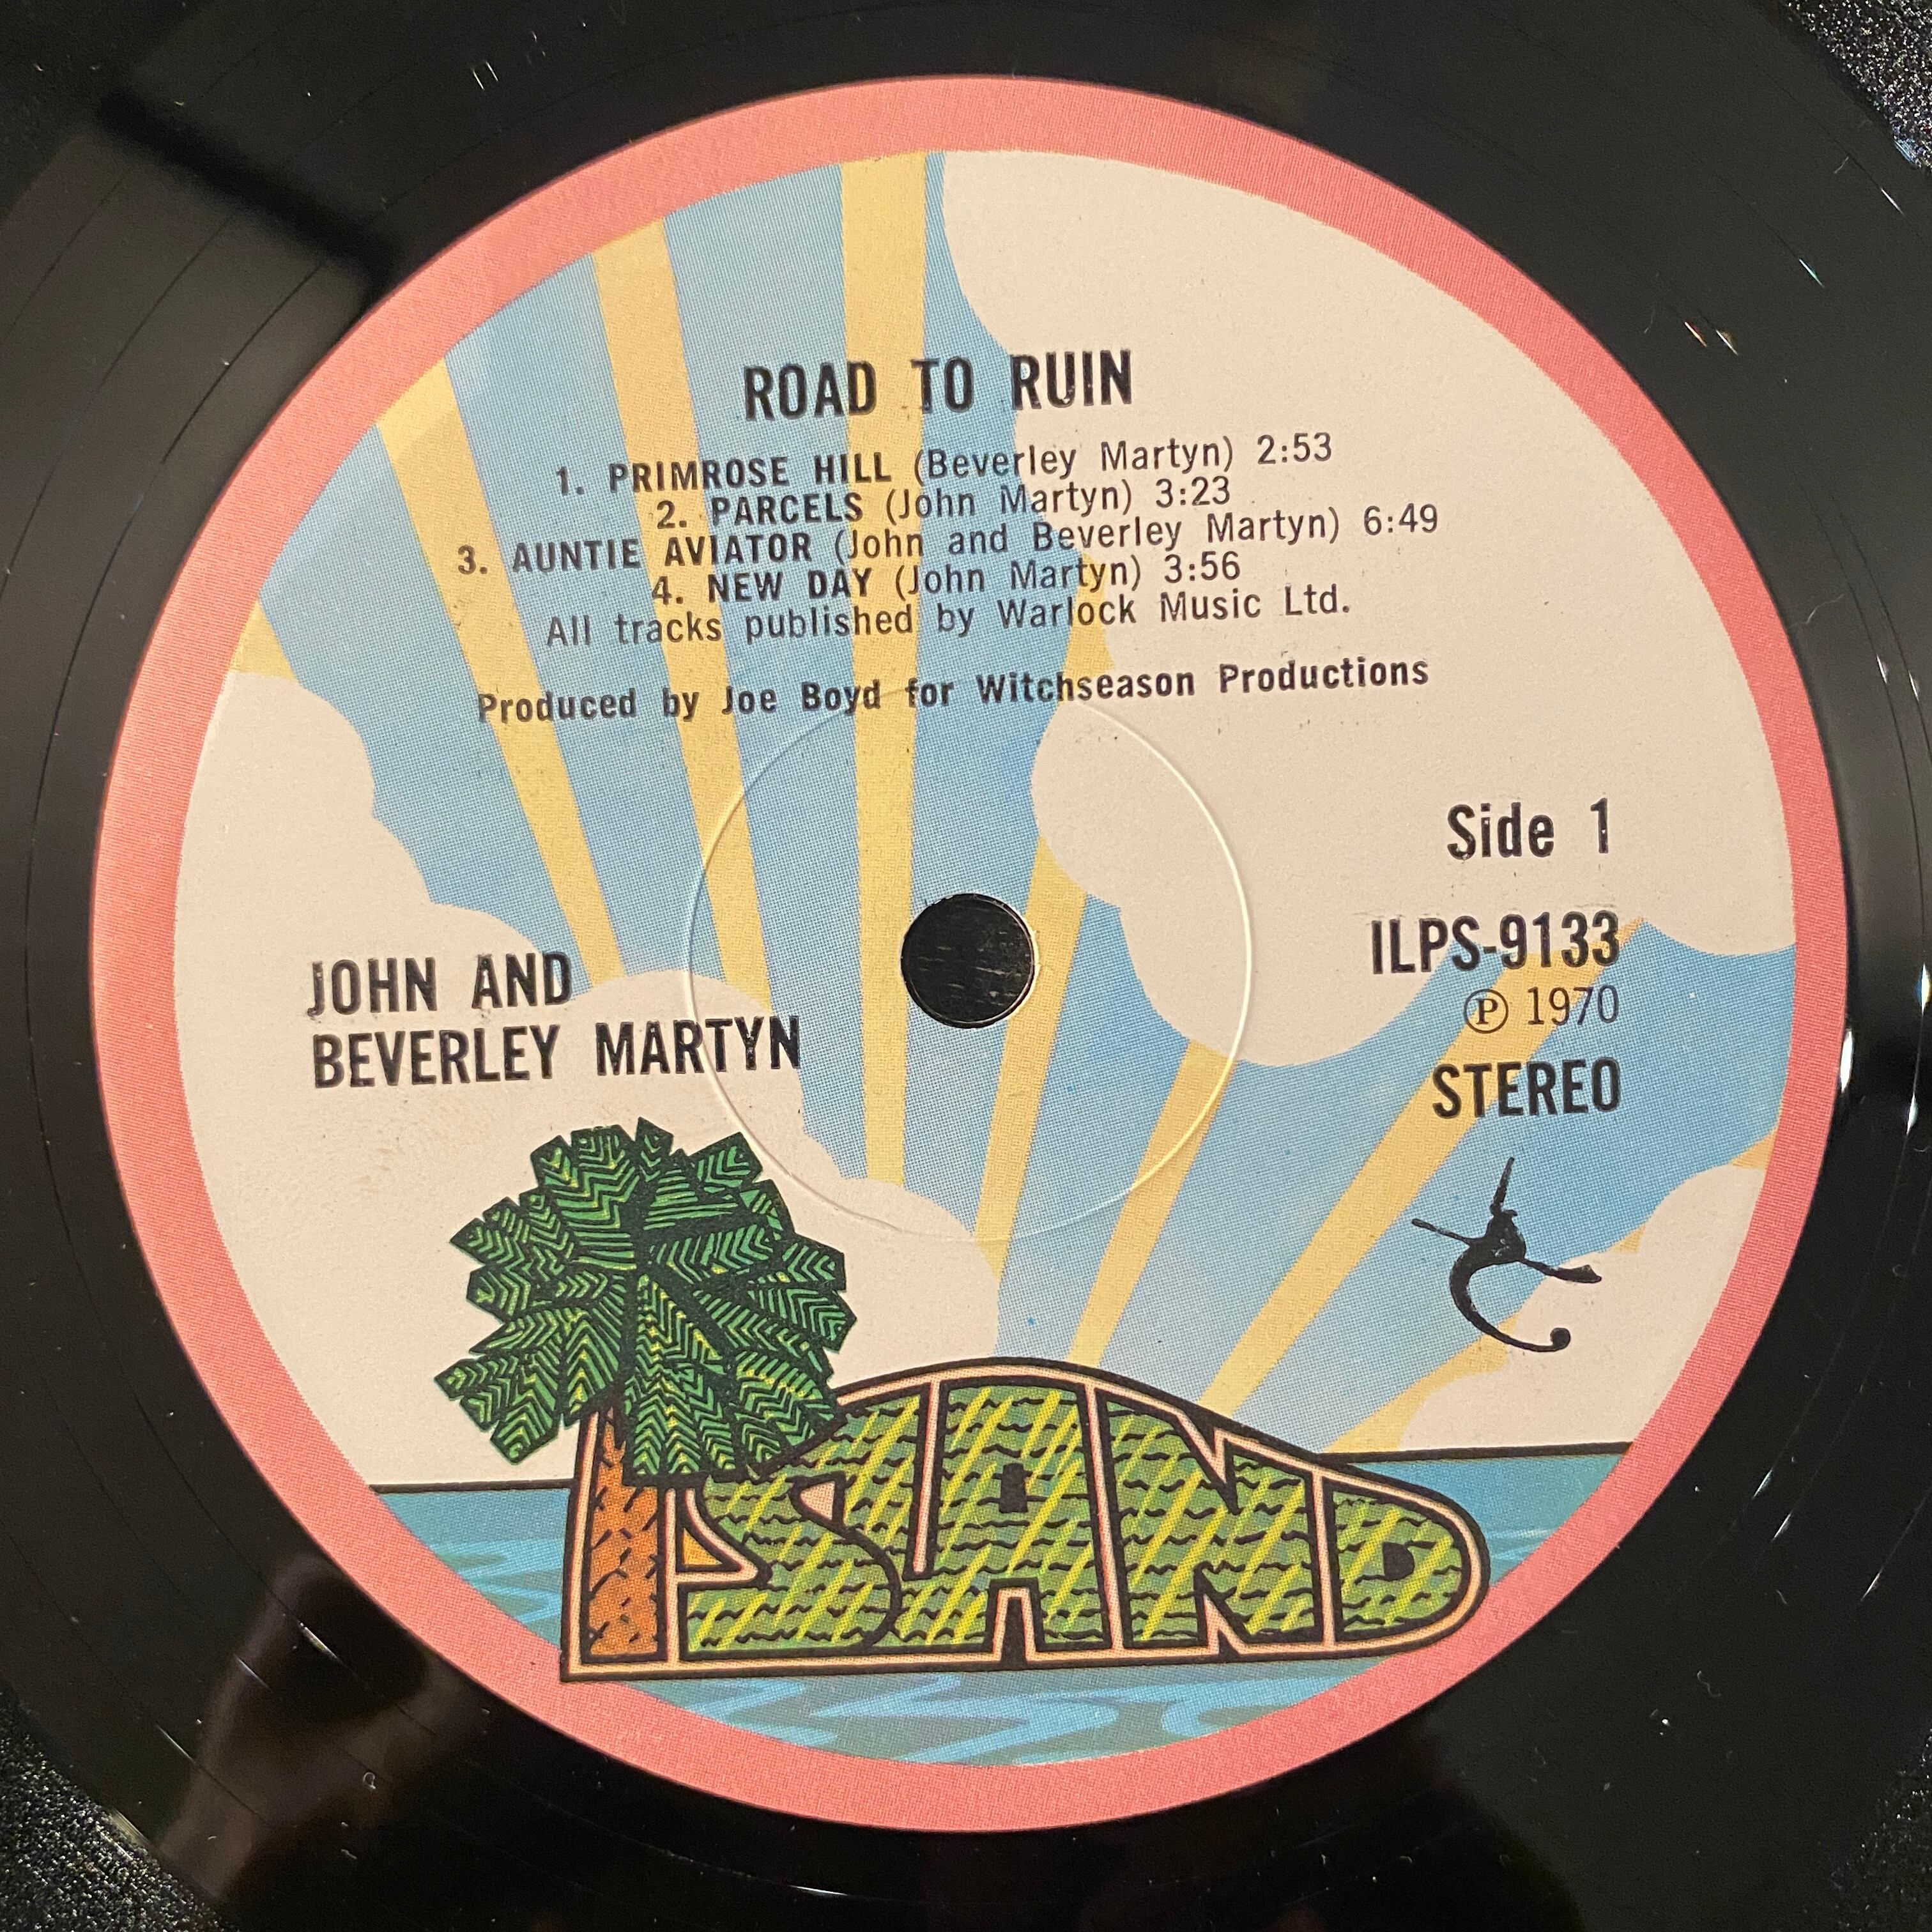 ROAD TO RUIN
1. PRIMROSE HILL (Beverley Martyn) 2:53
2. PARCELS (John Martyn) 3:23
3. AUNTIE AVIATOR (John and Beverley Martyn) 6:49
4. NEW DAY (John Martyn) 3:56
All tracks published by Warlock Music Ltd.
Produced by Joe Boyd for Witchseason Productions
Side 1
ILPS-9133
℗ 1970
STEREO
JOHN AND
BEVERLEY MARTYN
ISLAND